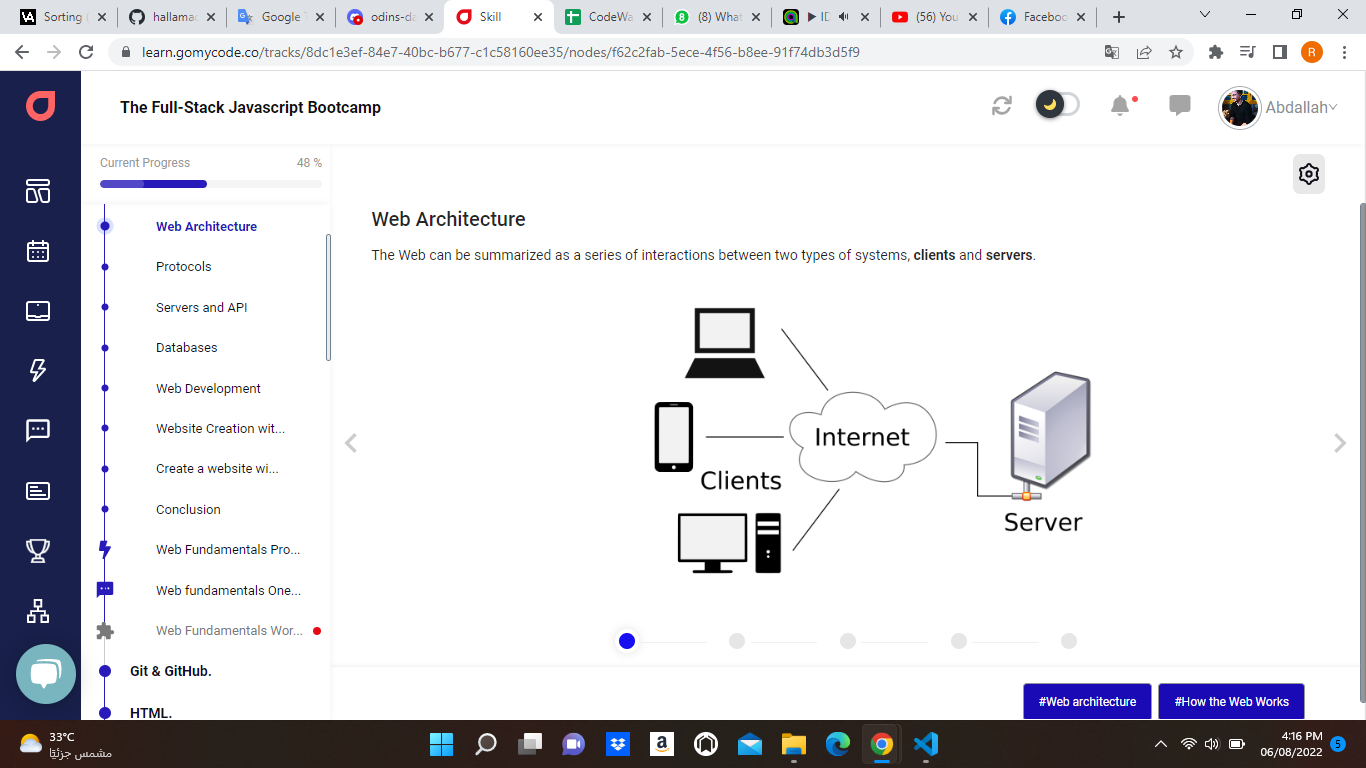 Sorting
hallamac
Google
odins-da
Skill
CodeWa
(8) What
(56) You
Faceboo
learn.gomycode.co/tracks/8dc1e3ef-84e7-40bc-b677-c1c58160ee35/nodes/f62c2fab-5ece-4f56-b8ee-91f74db3d5f9
R
The Full-Stack Javascript Bootcamp
Abdallah
Current Progress 48 %
Web Architecture
Protocols
Servers and API
Databases
Web Development
Website Creation wit...
Create a website wi...
Conclusion
Web Fundamentals Pro...
Web fundamentals One...
Web Fundamentals Wor...
Git & GitHub.
HTML.
Web Architecture
The Web can be summarized as a series of interactions between two types of systems, clients and servers.
Internet
Clients
Server
#Web architecture
#How the Web Works
33°C
مشمس جزئيًا
4:16 PM
06/08/2022
5